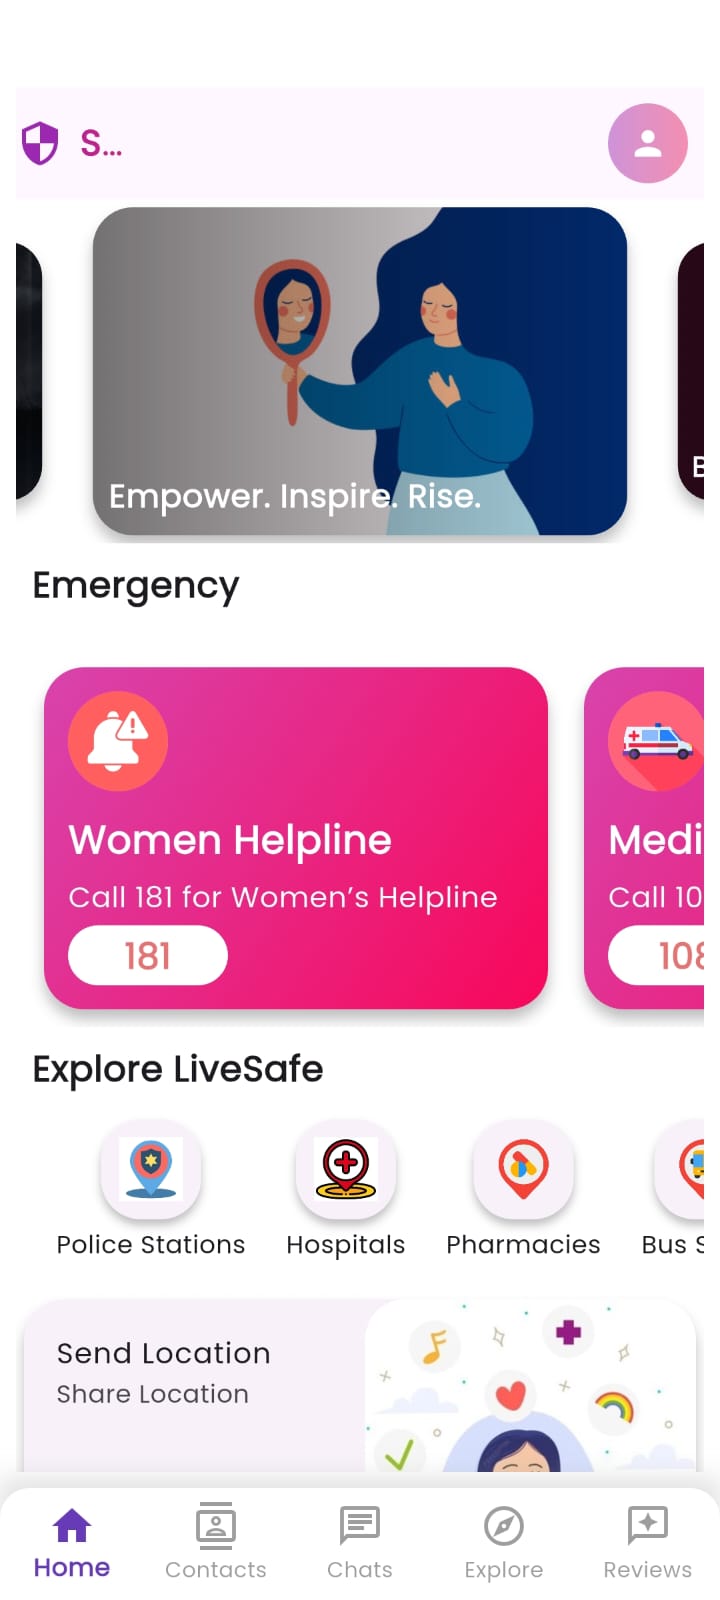 S...
Empower. Inspire. Rise.
Emergency
Women Helpline
Call 181 for Women's Helpline
181
Medi
Call 10
108
Explore LiveSafe
Police Stations
Hospitals
Pharmacies
Bus S
Send Location
Share Location
Home
Contacts
Chats
Explore
Reviews